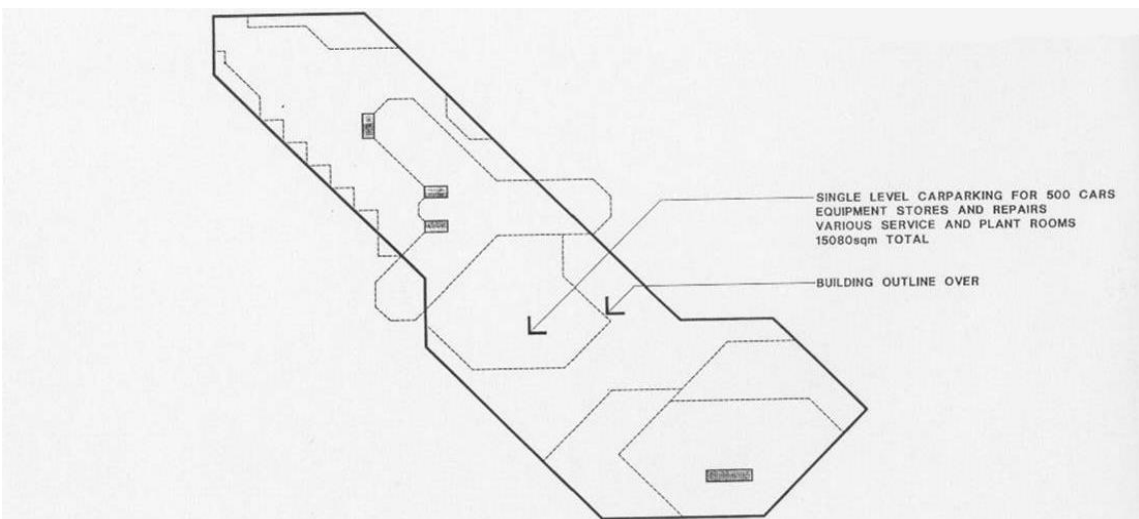 SINGLE LEVEL CARPARKING FOR 500 CARS
EQUIPMENT STORES AND REPAIRS
VARIOUS SERVICE AND PLANT ROOMS
15080sqm TOTAL
BUILDING OUTLINE OVER